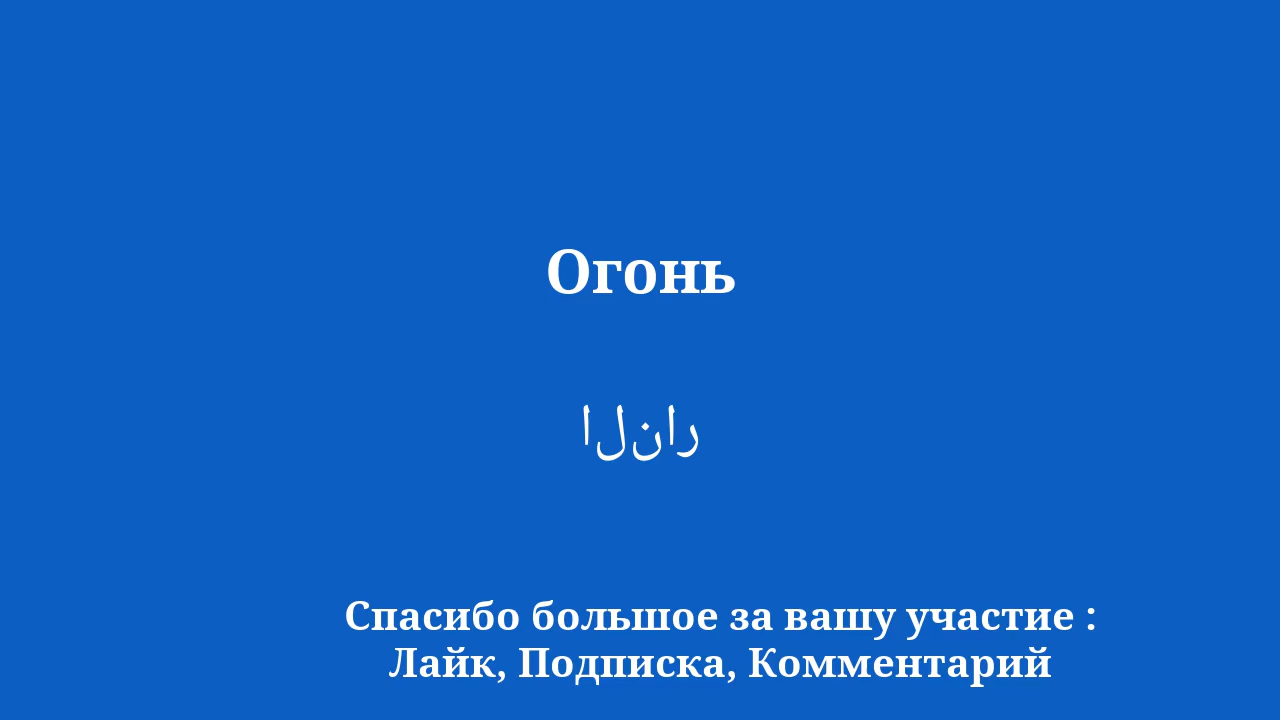 Огонь
النار
Спасибо большое за вашу участие :
Лайк, Подписка, Комментарий